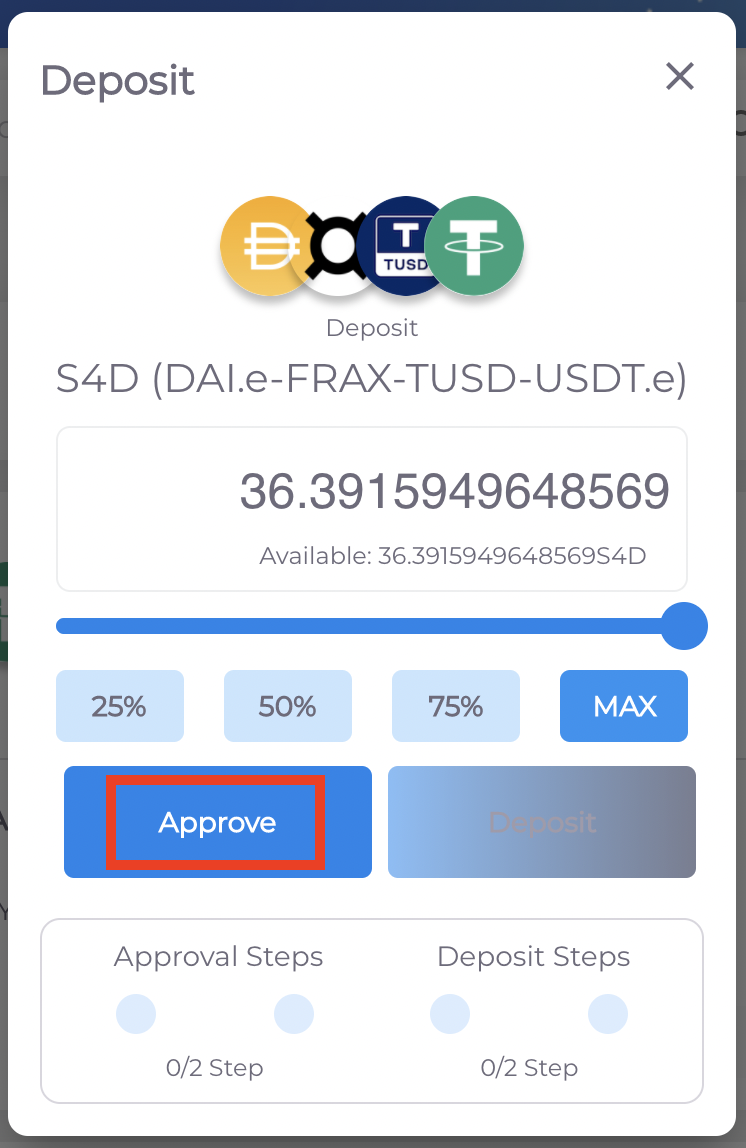 Deposit
TUSD
Deposit
S4D (DAI.e-FRAX-TUSD-USDT.e)
36.3915949648569
Available: 36.3915949648569S4D
25% 50% 75% MAX
Approve Deposit
Approval Steps Deposit Steps
0/2 Step 0/2 Step